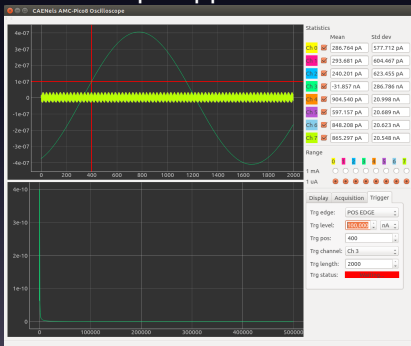 CAENels AMC-Pico8 Oscilloscope
4e-07
3e-07
2e-07
1e-07
0
-1e-07
-2e-07
-3e-07
-4e-07
0 200 400 600 800 1000 1200 1400 1600 1800 2000
4e-10
3e-10
2e-10
1e-10
0
0 100000 200000 300000 400000 500000
Statistics
Mean Std dev
Ch 0 286.764 pA 577.712 pA
Ch 1 293.681 pA 604.467 pA
Ch 2 240.201 pA 623.455 pA
Ch 3 -31.857 nA 286.786 nA
Ch 4 904.540 pA 20.998 nA
Ch 5 597.157 pA 20.689 nA
Ch 6 848.208 pA 20.623 nA
Ch 7 865.297 pA 20.548 nA
Range
0 1 2 3 4 5 6 7
1 mA
1 uA
Display Acquisition Trigger
Trg edge: POS EDGE
Trg level: 100.000 nA
Trg pos: 400
Trg channel: Ch 3
Trg length: 2000
Trg status: